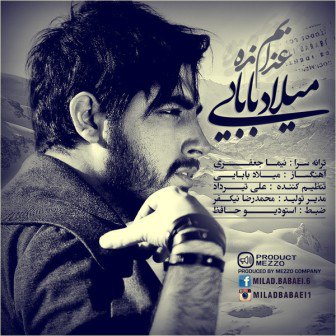 عذابم نده
میلاد بابایی
ترانه سرا : نیما جعفری
آهنگساز : میلاد بابایی
تنظیم کننده : علی تیرداد
مدیر تولید : محمدرضا نیکفر
ضبط : استودیو حافظ
PRODUCT
MEZZO
PRODUCED BY MEZZO COMPANY
MILAD.BABAEI.6
MILADBABAEI1